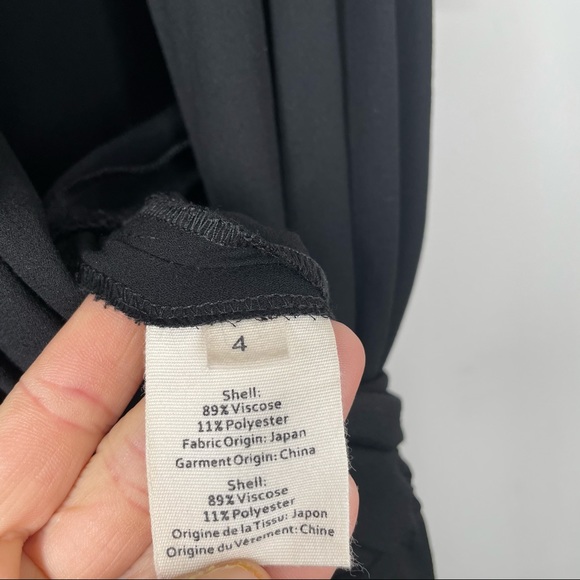 4
Shell:
89% Viscose
11% Polyester
Fabric Origin: Japan
Garment Origin: China
Shell:
89% Viscose
11% Polyester
Origine de la Tissu: Japon
Origine du Vėrement: Chine